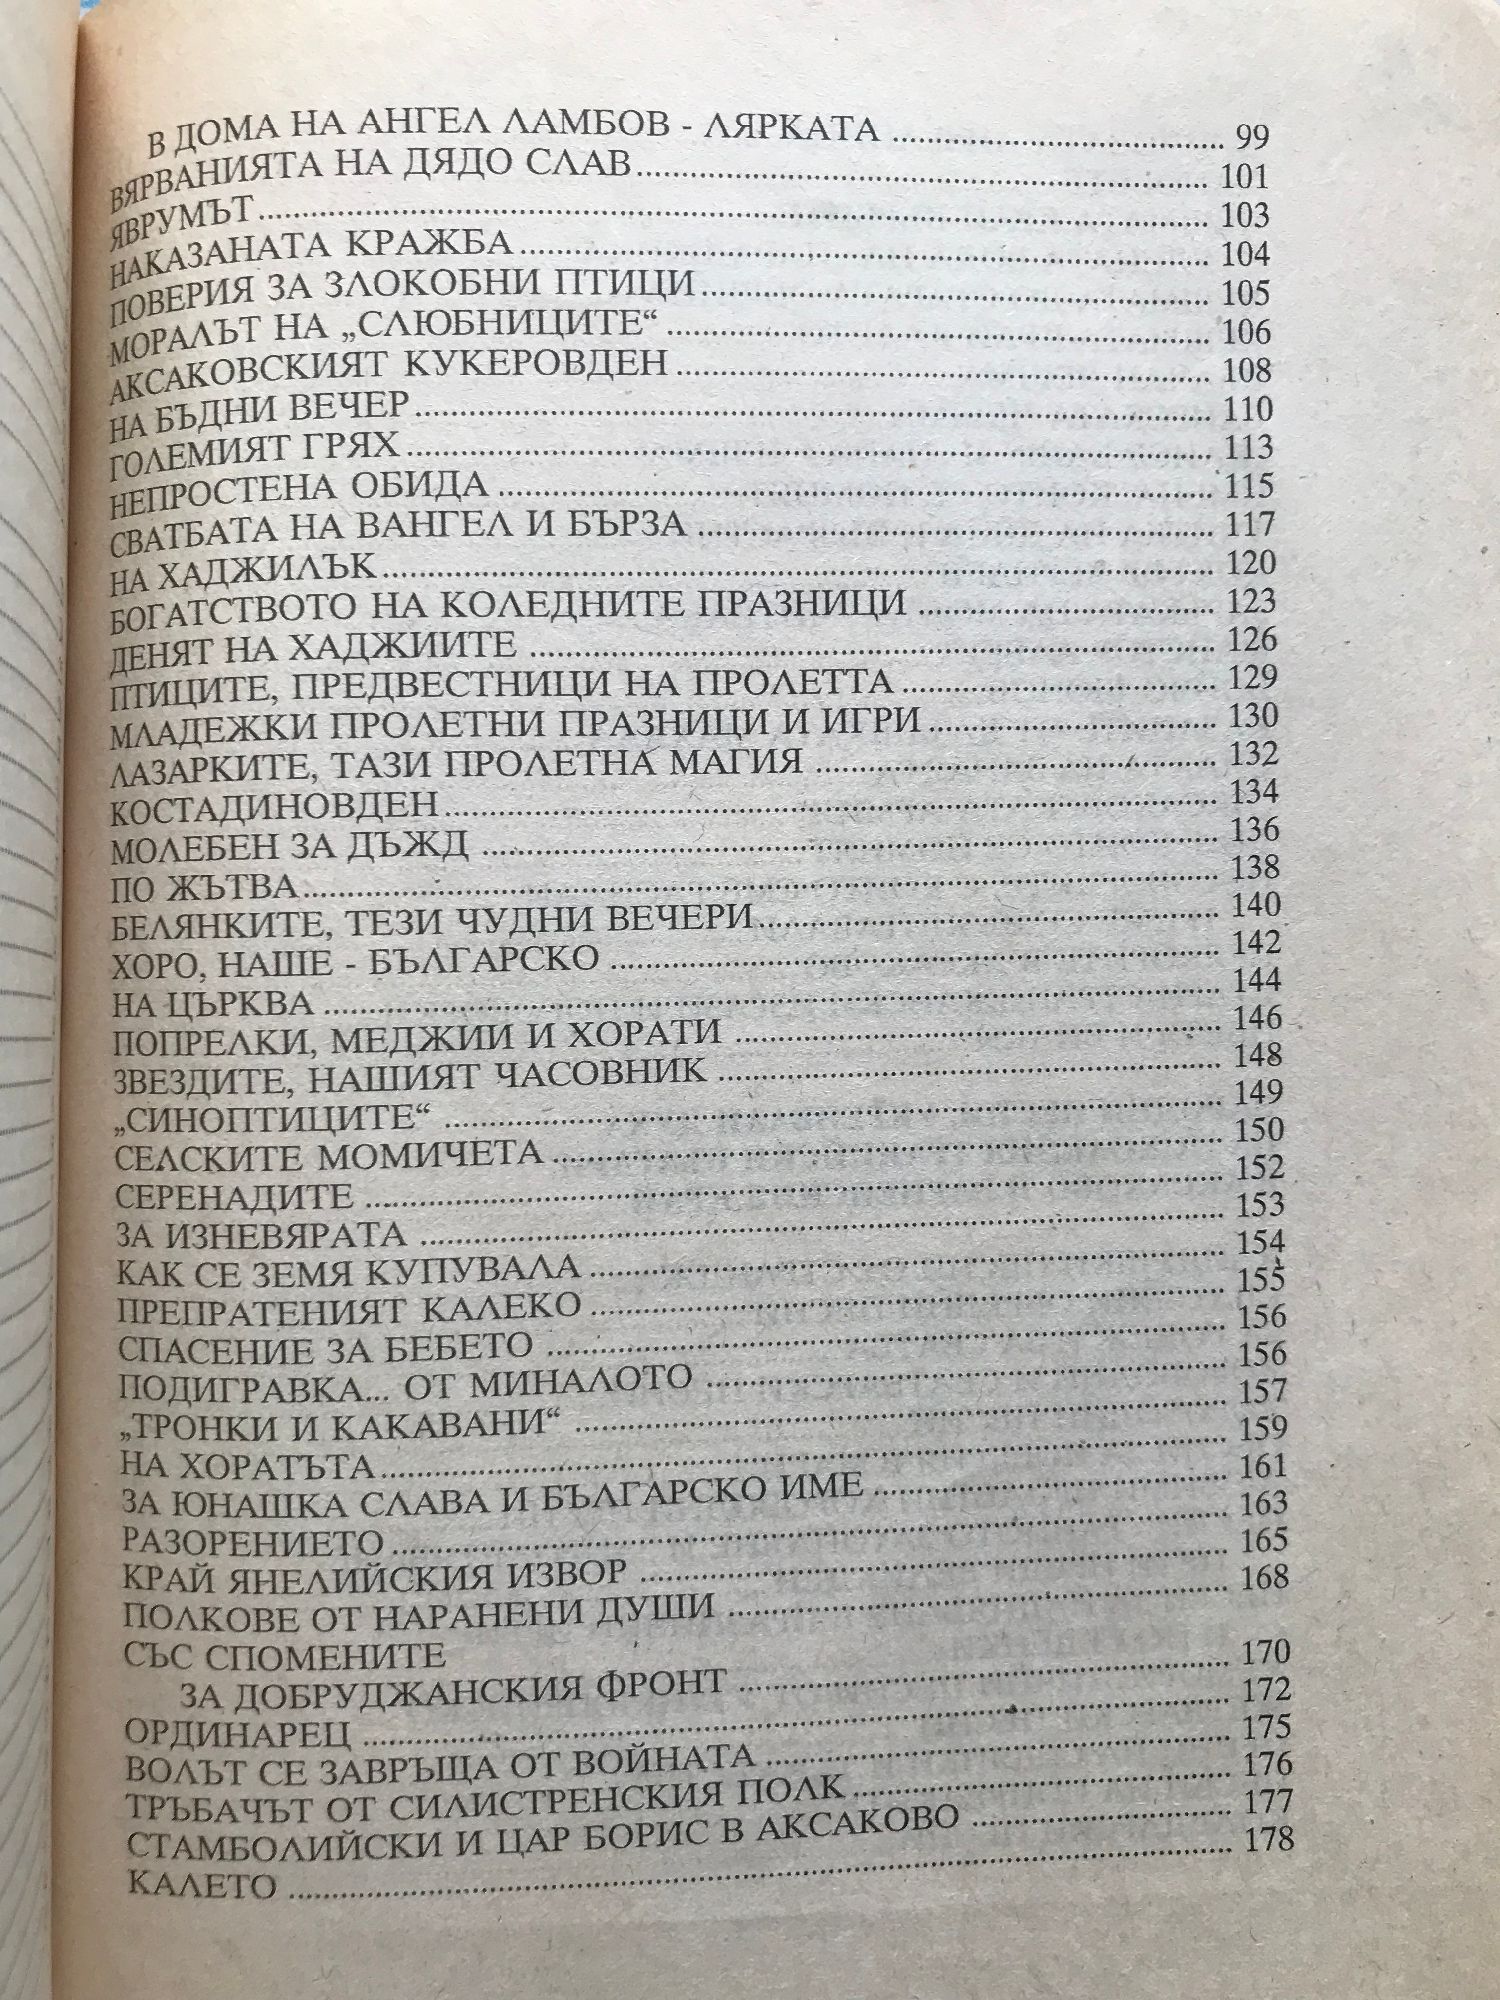 В ДОМА НА АНГЕЛ ЛАМБОВ - ЛЯРКАТА ........ 99
ВЯРВАНИЯТА НА ДЯДО СЛАВ ........ 101
ЯВРУМЪТ ........ 103
НАКАЗАНАТА КРАЖБА ........ 104
ПОВЕРИЯ ЗА ЗЛОКОБНИ ПТИЦИ ........ 105
МОРАЛЪТ НА „СЛЮБНИЦИТЕ“ ........ 106
АКСАКОВСКИЯТ КУКЕРОВДЕН ........ 108
НА БЪДНИ ВЕЧЕР ........ 110
ГОЛЕМИЯТ ГРЯХ ........ 113
НЕПРОСТЕНА ОБИДА ........ 115
СВАТБАТА НА ВАНГЕЛ И БЪРЗА ........ 117
НА ХАДЖИЛЪК ........ 120
БОГАТСТВОТО НА КОЛЕДНИТЕ ПРАЗНИЦИ ........ 123
ДЕНЯТ НА ХАДЖИИТЕ ........ 126
ПТИЦИТЕ, ПРЕДВЕСТНИЦИ НА ПРОЛЕТТА ........ 129
МЛАДЕЖКИ ПРОЛЕТНИ ПРАЗНИЦИ И ИГРИ ........ 130
ЛАЗАРКИТЕ, ТАЗИ ПРОЛЕТНА МАГИЯ ........ 132
КОСТАДИНОВДЕН ........ 134
МОЛЕБЕН ЗА ДЪЖД ........ 136
ПО ЖЪТВА ........ 138
БЕЛЯНКИТЕ, ТЕЗИ ЧУДНИ ВЕЧЕРИ ........ 140
ХОРО, НАШЕ - БЪЛГАРСКО ........ 142
НА ЦЪРКВА ........ 144
ПОПРЕЛКИ, МЕДЖИИ И ХОРАТИ ........ 146
ЗВЕЗДИТЕ, НАШИЯТ ЧАСОВНИК ........ 148
„СИНОПТИЦИТЕ“ ........ 149
СЕЛСКИТЕ МОМИЧЕТА ........ 150
СЕРЕНАДИТЕ ........ 152
ЗА ИЗНЕВЯРАТА ........ 153
КАК СЕ ЗЕМЯ КУПУВАЛА ........ 154
ПРЕПРАТЕНИЯТ КАЛЕКО ........ 155
СПАСЕНИЕ ЗА БЕБЕТО ........ 156
ПОДИГРАВКА... ОТ МИНАЛОТО ........ 156
„ТРОНКИ И КАКАВАНИ“ ........ 157
НА ХОРАТЪТА ........ 159
ЗА ЮНАШКА СЛАВА И БЪЛГАРСКО ИМЕ ........ 161
РАЗОРЕНИЕТО ........ 163
КРАЙ ЯНЕЛИЙСКИЯ ИЗВОР ........ 165
ПОЛКОВЕ ОТ НАРАНЕНИ ДУШИ ........ 168
СЪС СПОМЕНИТЕ
ЗА ДОБРУДЖАНСКИЯ ФРОНТ ........ 170
ОРДИНАРЕЦ ........ 172
ВОЛЪТ СЕ ЗАВРЪЩА ОТ ВОЙНАТА ........ 175
ТРЪБАЧЪТ ОТ СИЛИСТРЕНСКИЯ ПОЛК ........ 176
СТАМБОЛИЙСКИ И ЦАР БОРИС В АКСАКОВО ........ 177
КАЛЕТО ........ 178